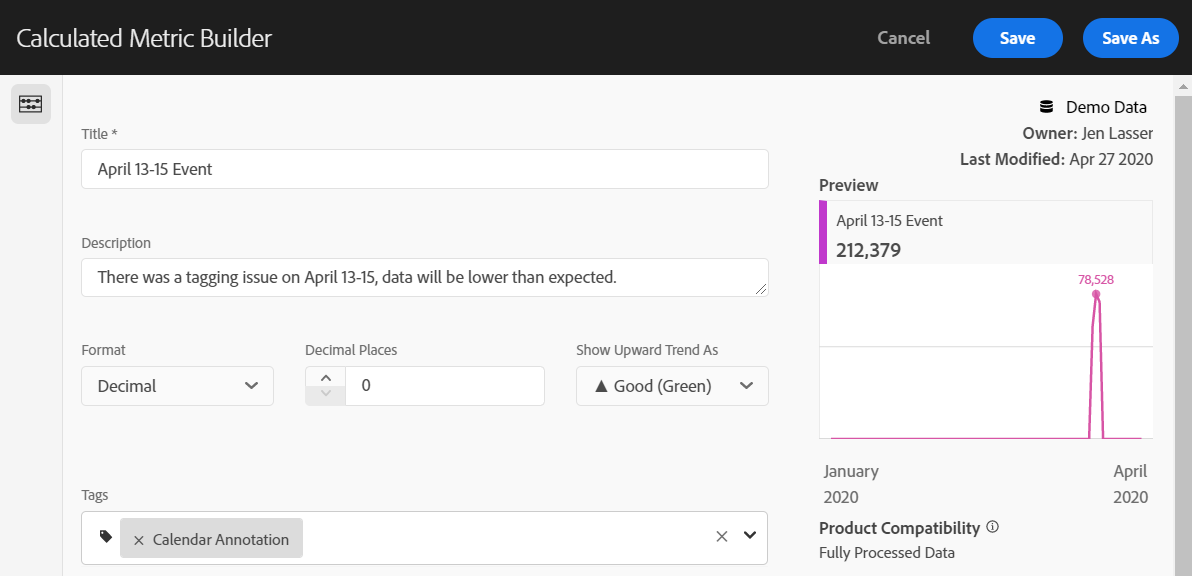 Calculated Metric Builder
Cancel
Save
Save As
Demo Data
Owner: Jen Lasser
Last Modified: Apr 27 2020
Title *
April 13-15 Event
Description
There was a tagging issue on April 13-15, data will be lower than expected.
Format
Decimal Places
Show Upward Trend As
Decimal
0
Good (Green)
Tags
Calendar Annotation
Preview
April 13-15 Event
212,379
78,528
January
2020
April
2020
Product Compatibility
Fully Processed Data